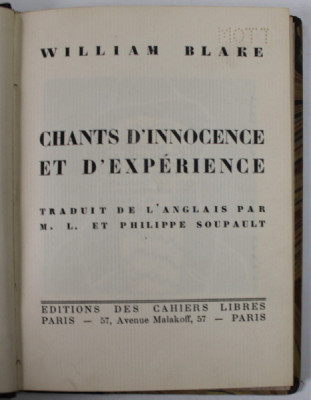 MOTT
WILLIAM BLAKE
CHANTS D'INNOCENCE
ET D'EXPÉRIENCE
TRADUIT DE L'ANGLAIS PAR
M. L. ET PHILIPPE SOUPAULT
EDITIONS DES CAHIERS LIBRES
PARIS — 57, Avenue Malakoff, 57 — PARIS